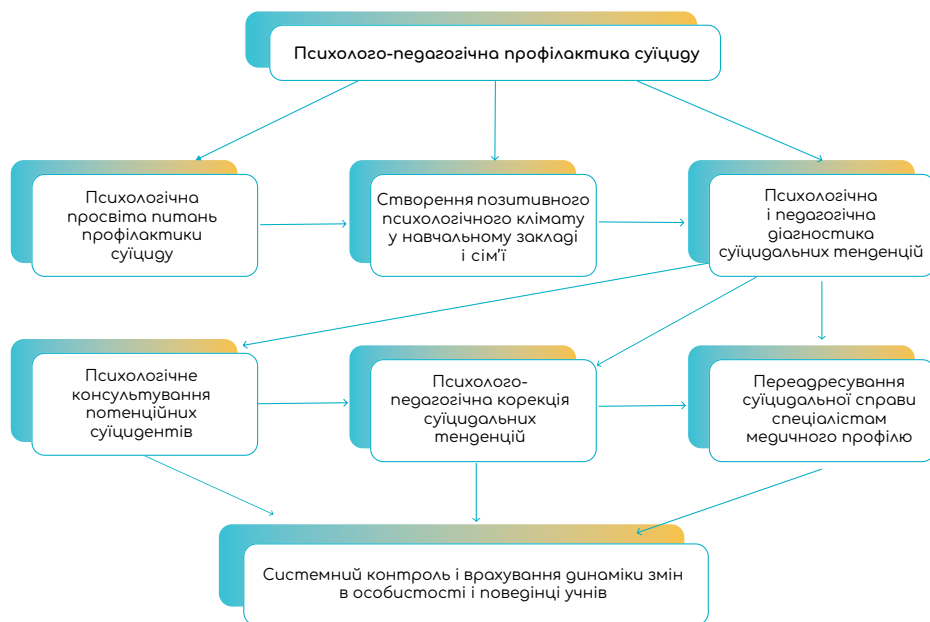 Психолого-педагогічна профілактика суїциду
Психологічна
просвіта питань
профілактики
суїциду
Створення позитивного
психологічного клімату
у навчальному закладі
і сім’ї
Психологічна
і педагогічна
діагностика
суїцидальних тенденцій
Психологічне
консультування
потенційних
суїцидентів
Психолого-
педагогічна корекція
суїцидальних
тенденцій
Переадресування
суїцидальної справи
спеціалістам
медичного профілю
Системний контроль і врахування динаміки змін
в особистості і поведінці учнів